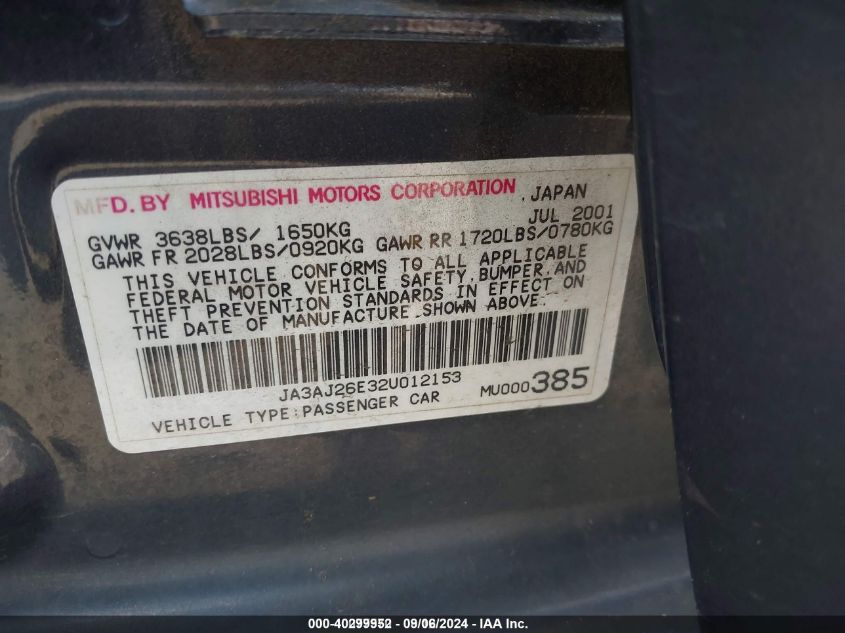 MFD. BY MITSUBISHI MOTORS CORPORATION, JAPAN
JUL 2001
GVWR 3638LBS/ 1650KG
GAWR FR 2028LBS/0920KG GAWR RR 1720LBS/0780KG
THIS VEHICLE CONFORMS TO ALL APPLICABLE
FEDERAL MOTOR VEHICLE SAFETY, BUMPER, AND
THEFT PREVENTION STANDARDS IN EFFECT ON
THE DATE OF MANUFACTURE SHOWN ABOVE.
JA3AJ26E32U012153
MU000385
VEHICLE TYPE:PASSENGER CAR
000-40299952 - 09/06/2024 - IAA Inc.